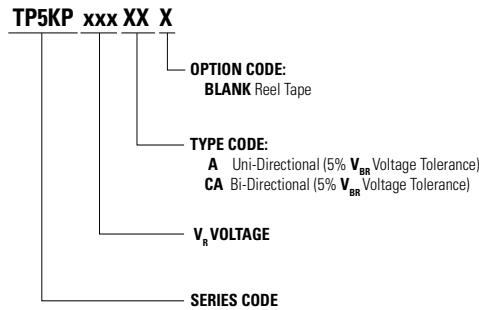 TP5KP xxx XX X
OPTION CODE:
BLANK Reel Tape
TYPE CODE:
A Uni-Directional (5% VBR Voltage Tolerance)
CA Bi-Directional (5% VBR Voltage Tolerance)
VR VOLTAGE
SERIES CODE